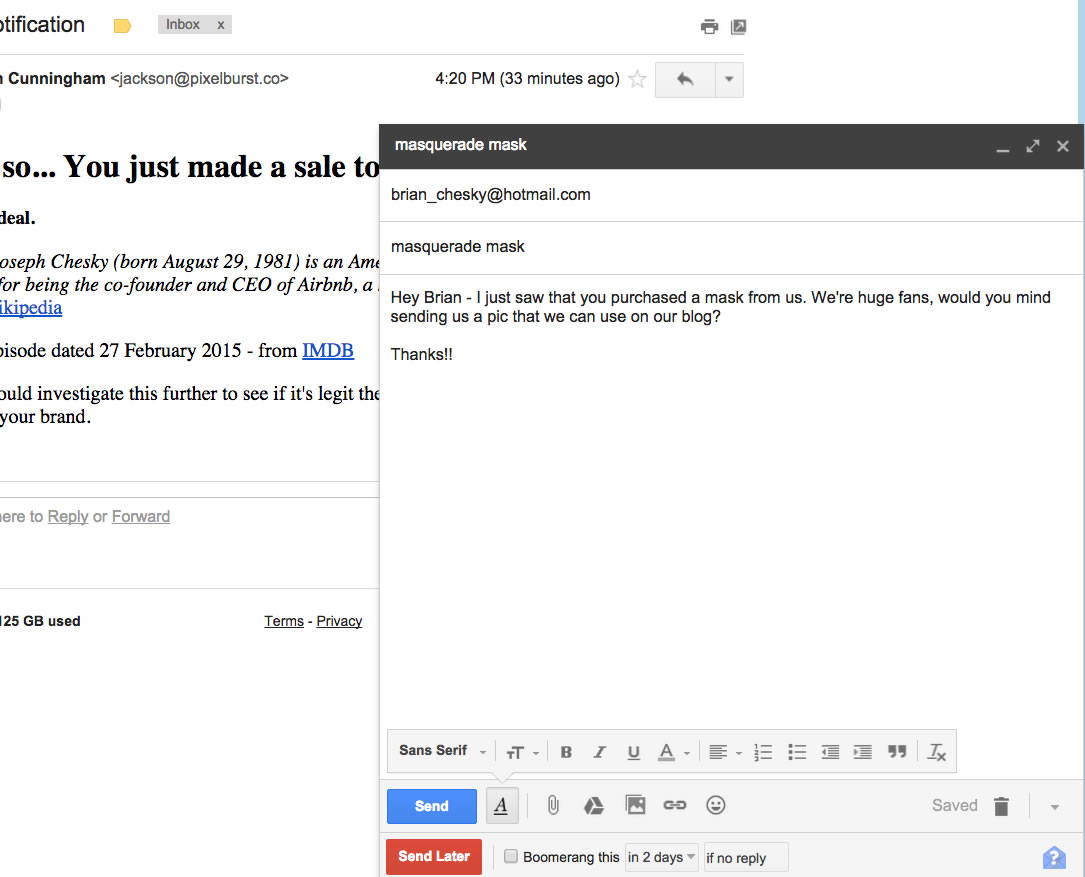 otification
Inbox x
n Cunningham <jackson@pixelburst.co>
4:20 PM (33 minutes ago)
so... You just made a sale to
deal.
oseph Chesky (born August 29, 1981) is an Ame
for being the co-founder and CEO of Airbnb, a
ikipedia
pisode dated 27 February 2015 - from IMDB
ould investigate this further to see if it's legit the
your brand.
here to Reply or Forward
125 GB used
Terms - Privacy
masquerade mask
brian_chesky@hotmail.com
masquerade mask
Hey Brian - I just saw that you purchased a mask from us. We're huge fans, would you mind
sending us a pic that we can use on our blog?
Thanks!!
Sans Serif
Send
Saved
Send Later
Boomerang this in 2 days if no reply